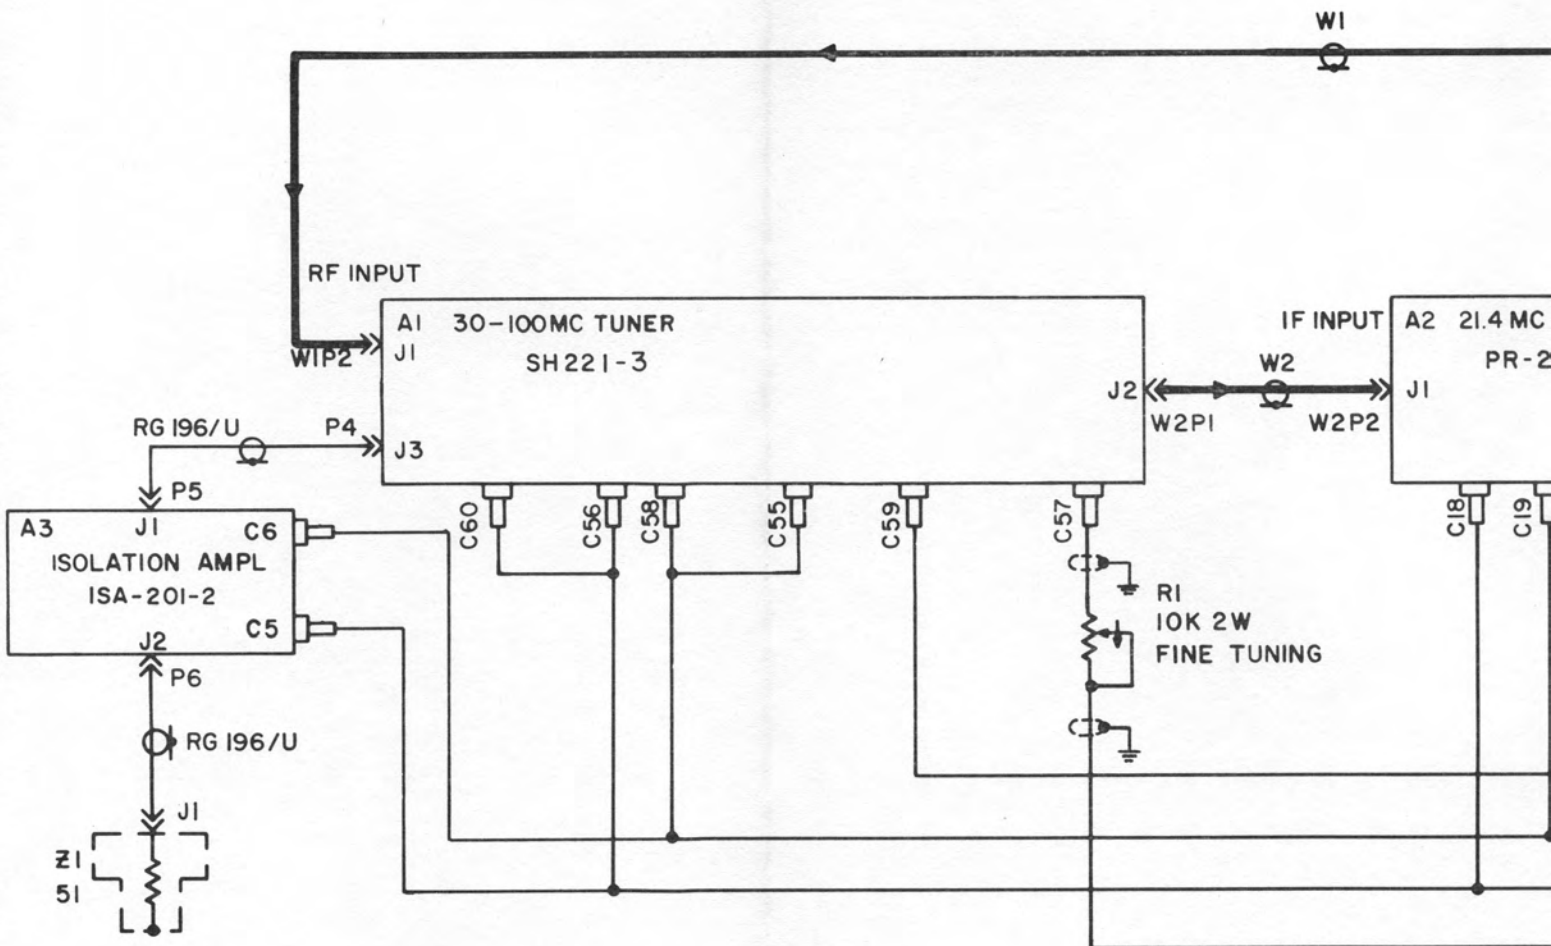 W1
RF INPUT
W1P2
A1 30-100MC TUNER
J1
SH221-3
J2
J3
IF INPUT
A2 21.4 MC
PR-2
J1
W2
W2P1
W2P2
RG 196/U
P4
P5
A3
J1
C6
ISOLATION AMPL
ISA-201-2
C5
J2
P6
RG 196/U
J1
Z1
51
C60
C56
C58
C55
C59
C57
C18
C19
R1
10K 2W
FINE TUNING